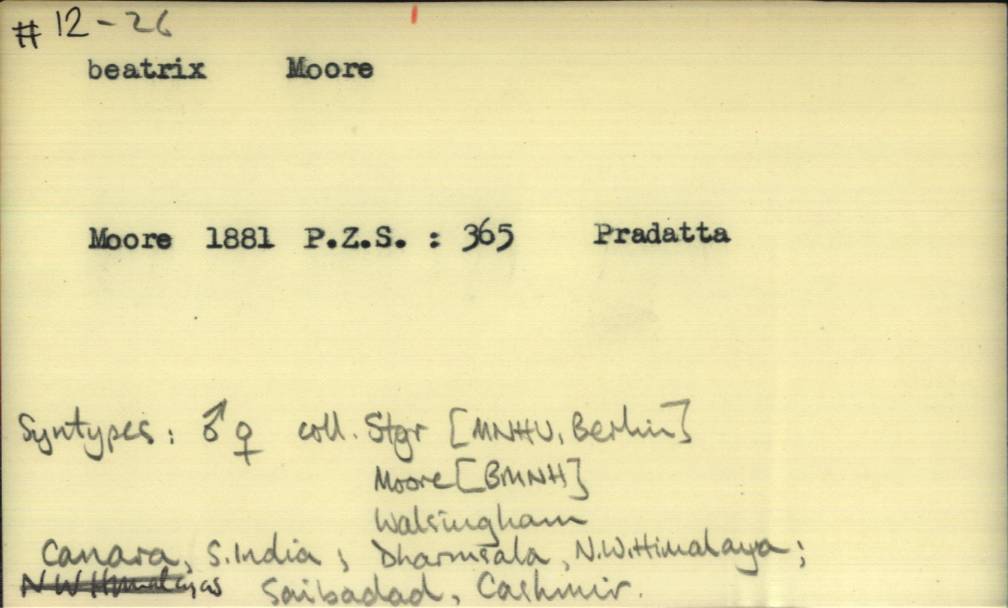 # 12-26
beatrix Moore
Moore 1881 P.Z.S. : 365 Pradatta
Syntypes: ♂ ♀ coll. Stgr [MNHU, Berlin]
Moore [BMNH]
Walsingham
Canara, S.India ; Dharmsala, N.W.Himalaya ;
N W Himalayas Saibadad, Cashmir.